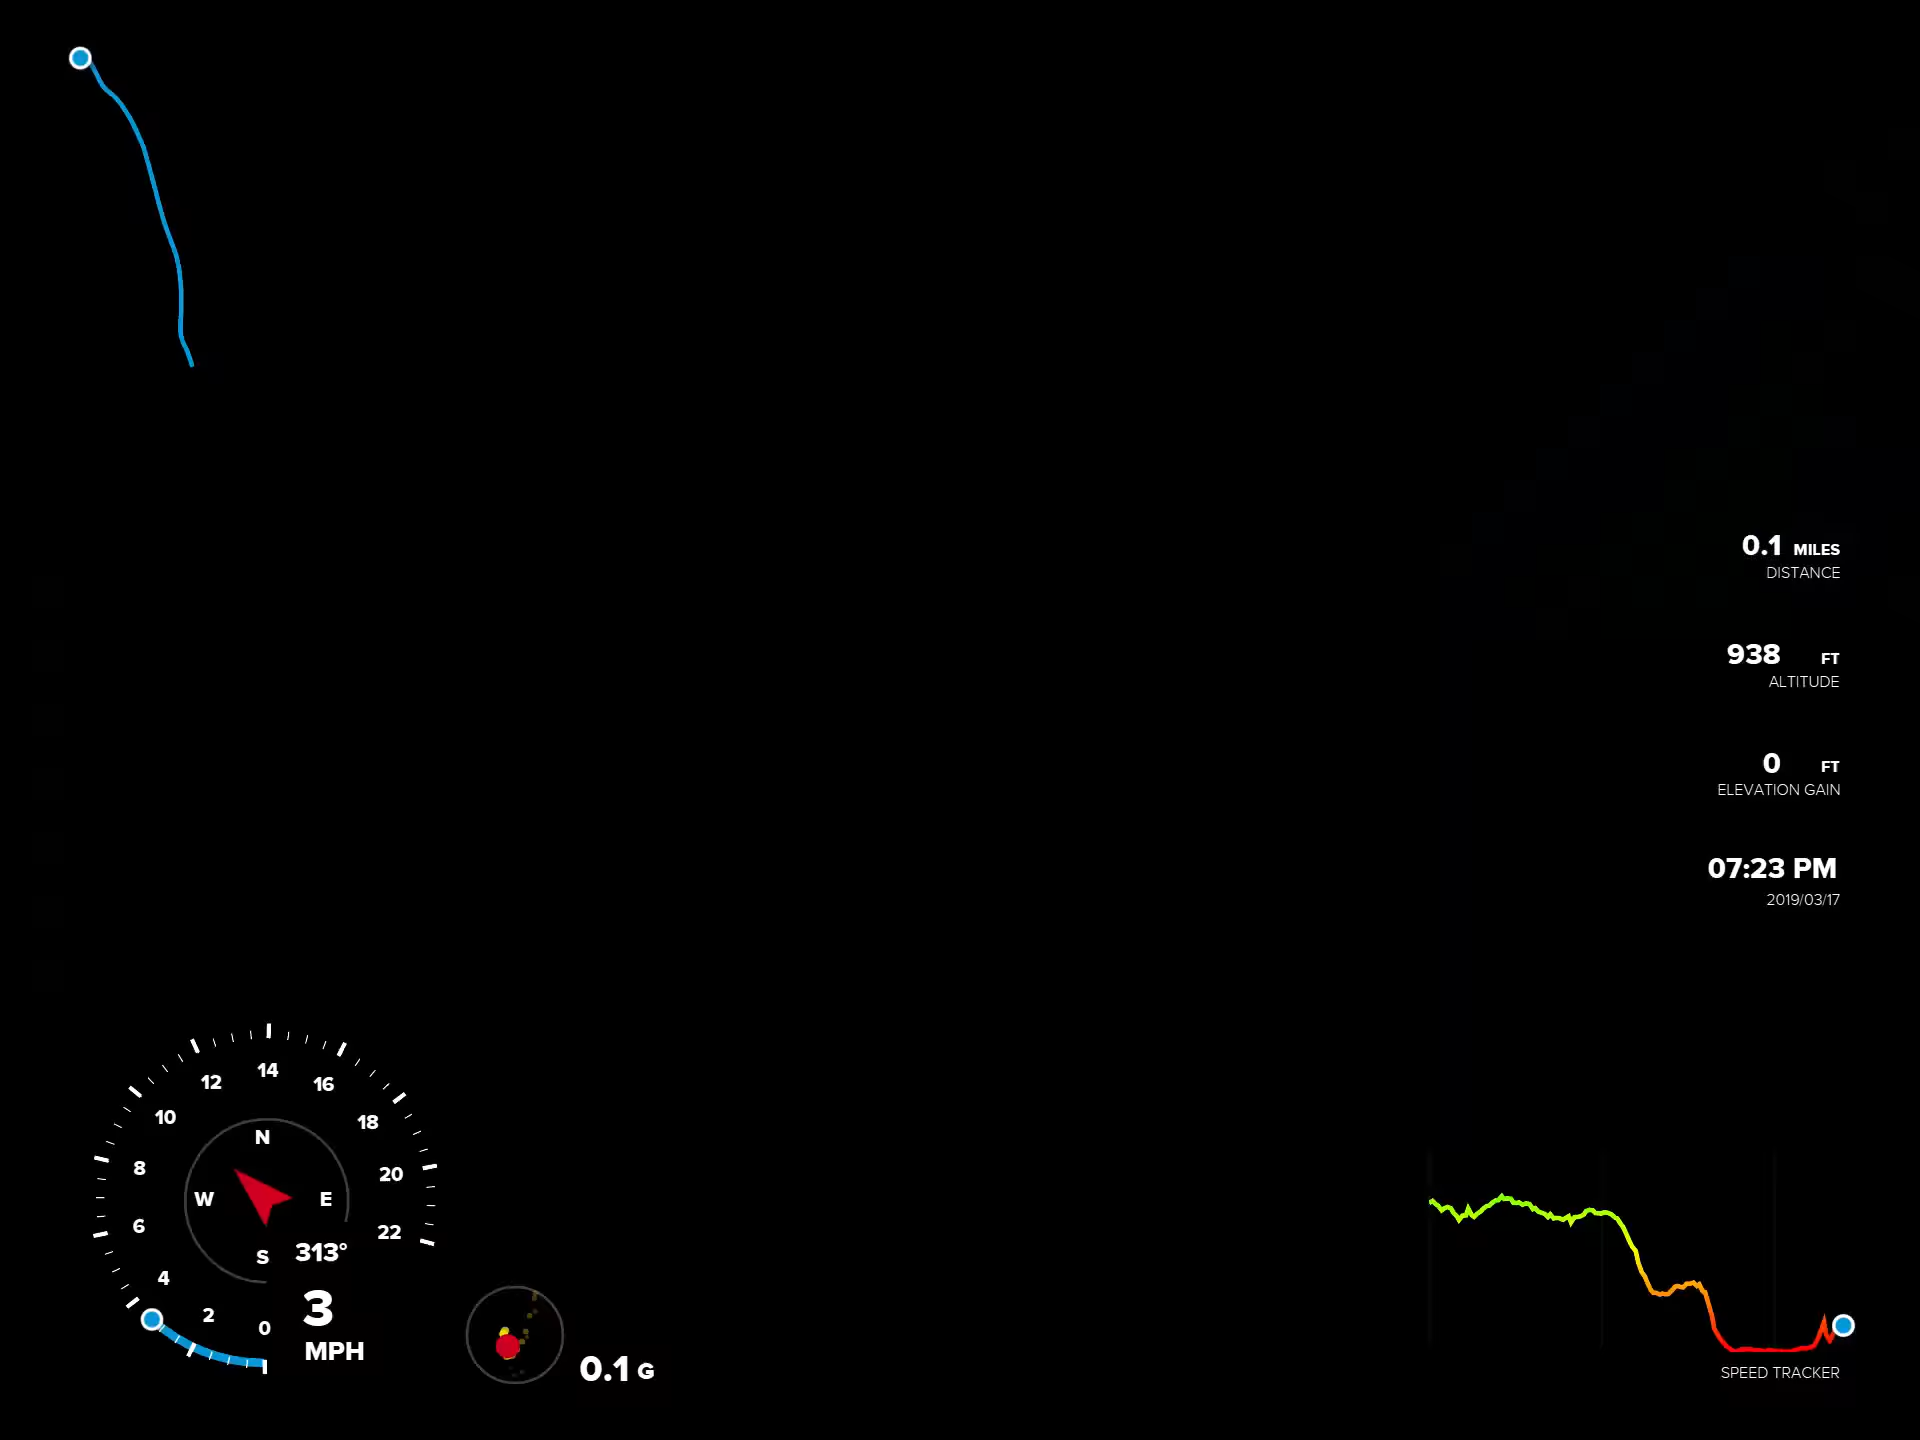 0.1 MILES
DISTANCE
938 FT
ALTITUDE
0 FT
ELEVATION GAIN
07:23 PM
2019/03/17
14
12
16
10
18
N
8
20
W
E
6
22
S
313°
4
2
0
3
MPH
0.1 G
SPEED TRACKER